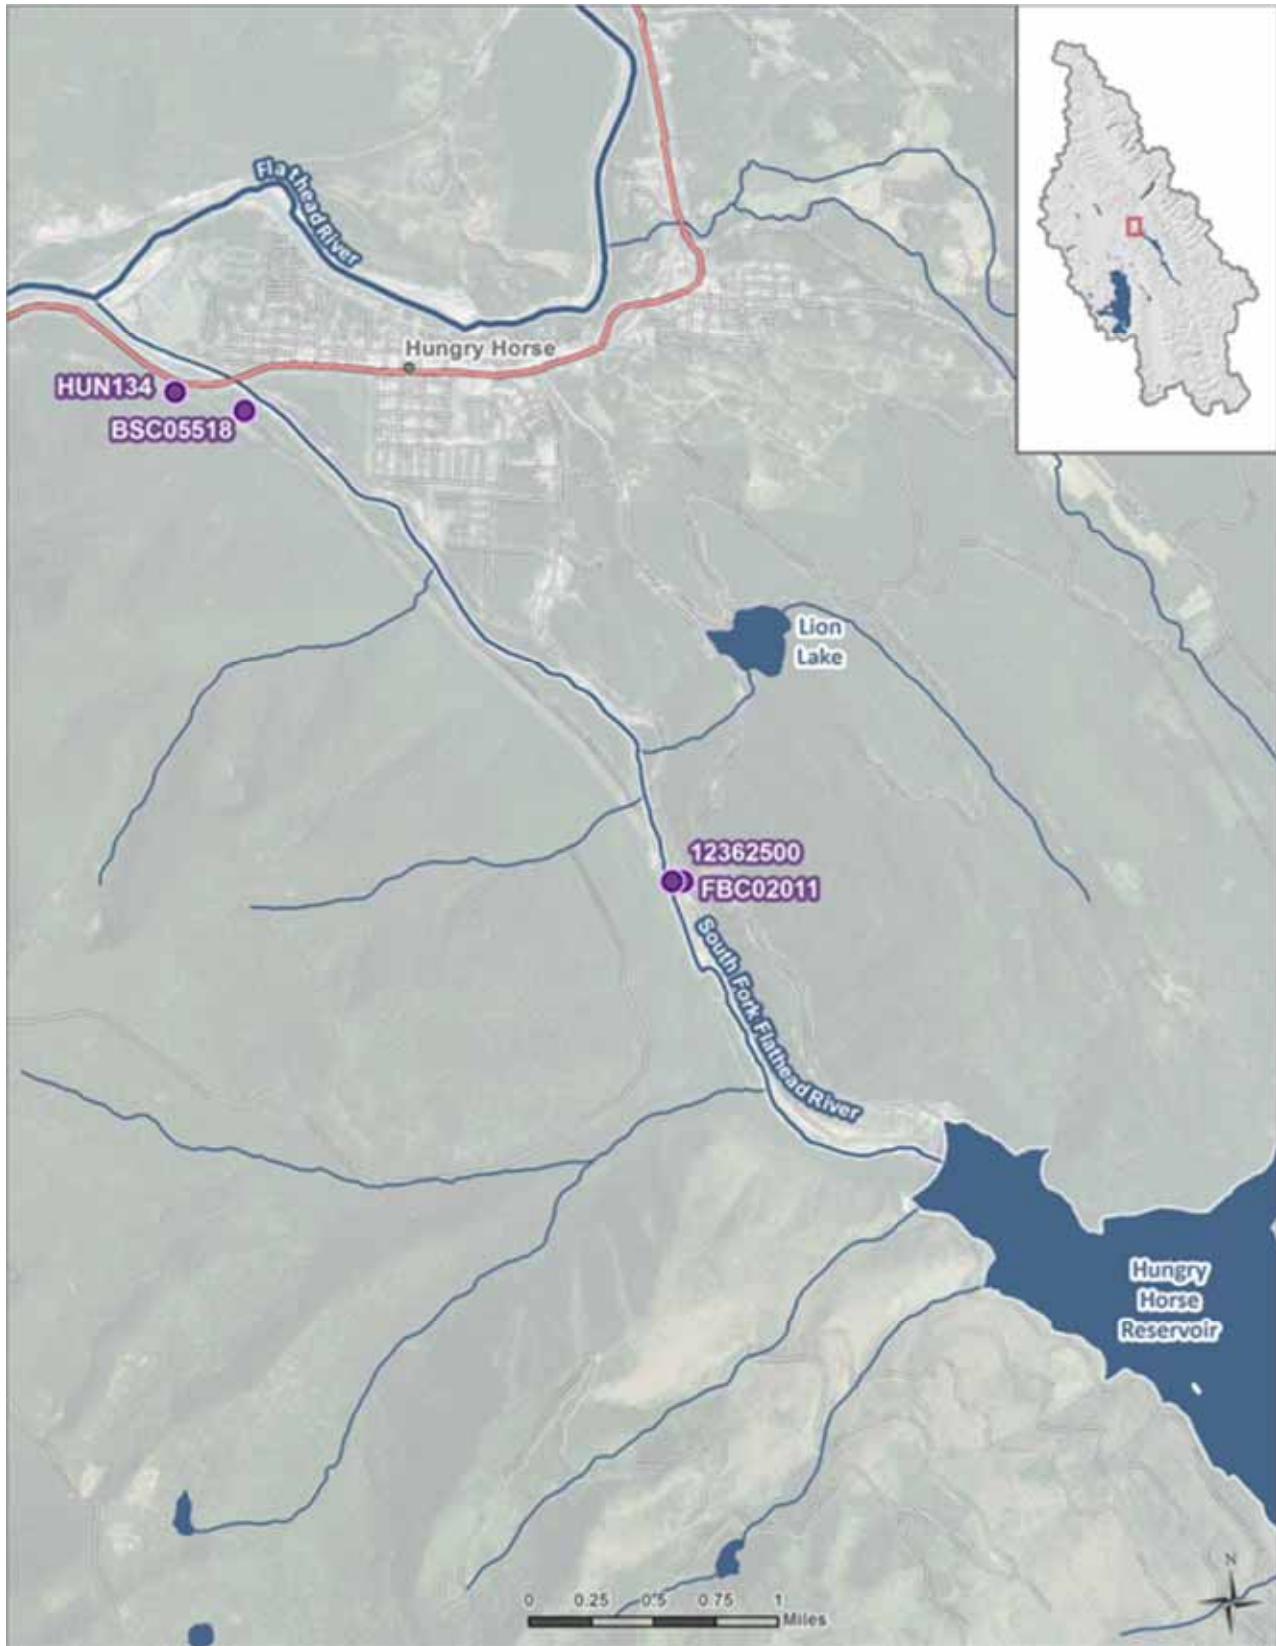 Flathead River
Hungry Horse
HUN134
BSC05518
Lion
Lake
12362500
FBC02011
South Fork Flathead River
Hungry
Horse
Reservoir
N
0 0.25 0.5 0.75 1
Miles